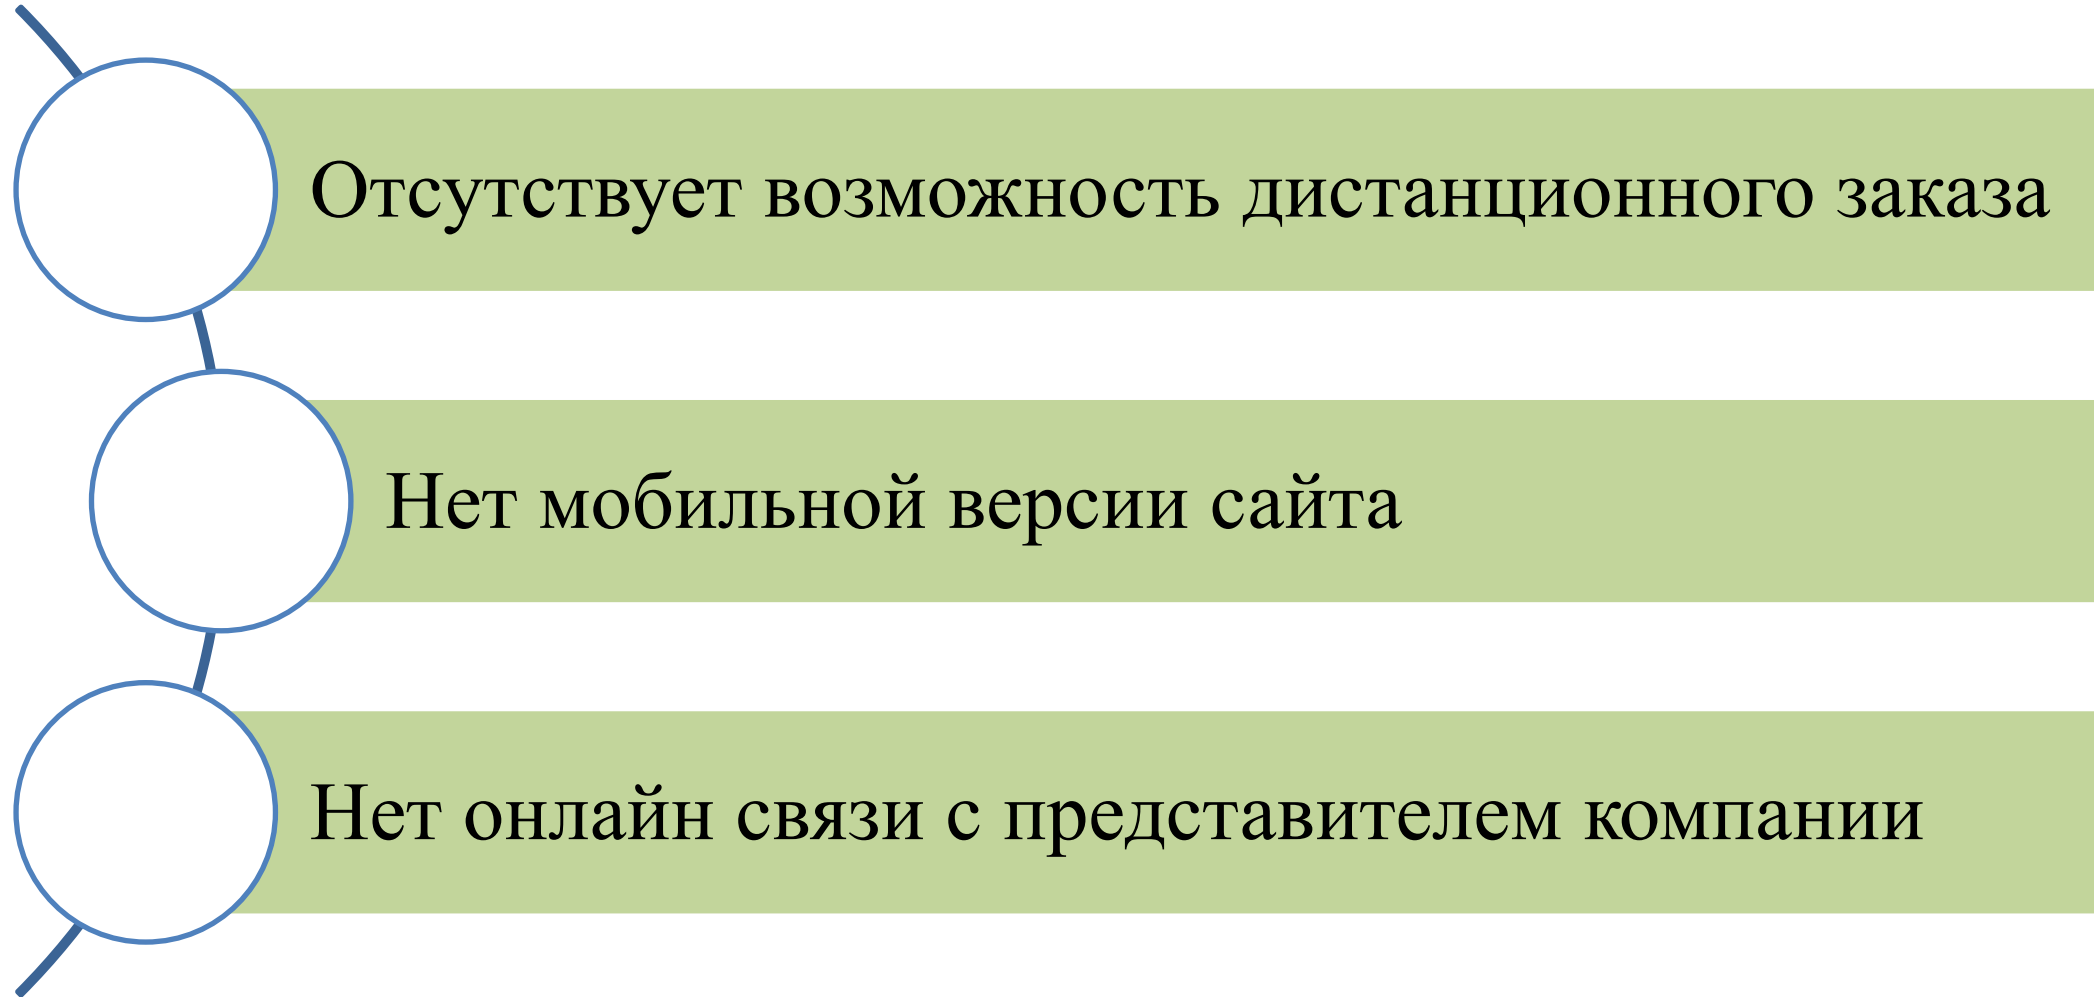 Отсутствует возможность дистанционного заказа
Нет мобильной версии сайта
Нет онлайн связи с представителем компании